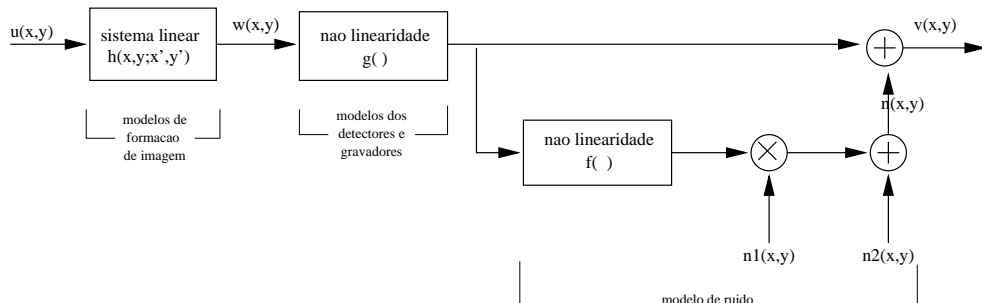 u(x,y)
sistema linear
h(x,y;x',y')
w(x,y)
nao linearidade
g( )
v(x,y)
modelos de
formacao
de imagem
modelos dos
detectores e
gravadores
n(x,y)
nao linearidade
f( )
n1(x,y)
n2(x,y)
modelo de ruido